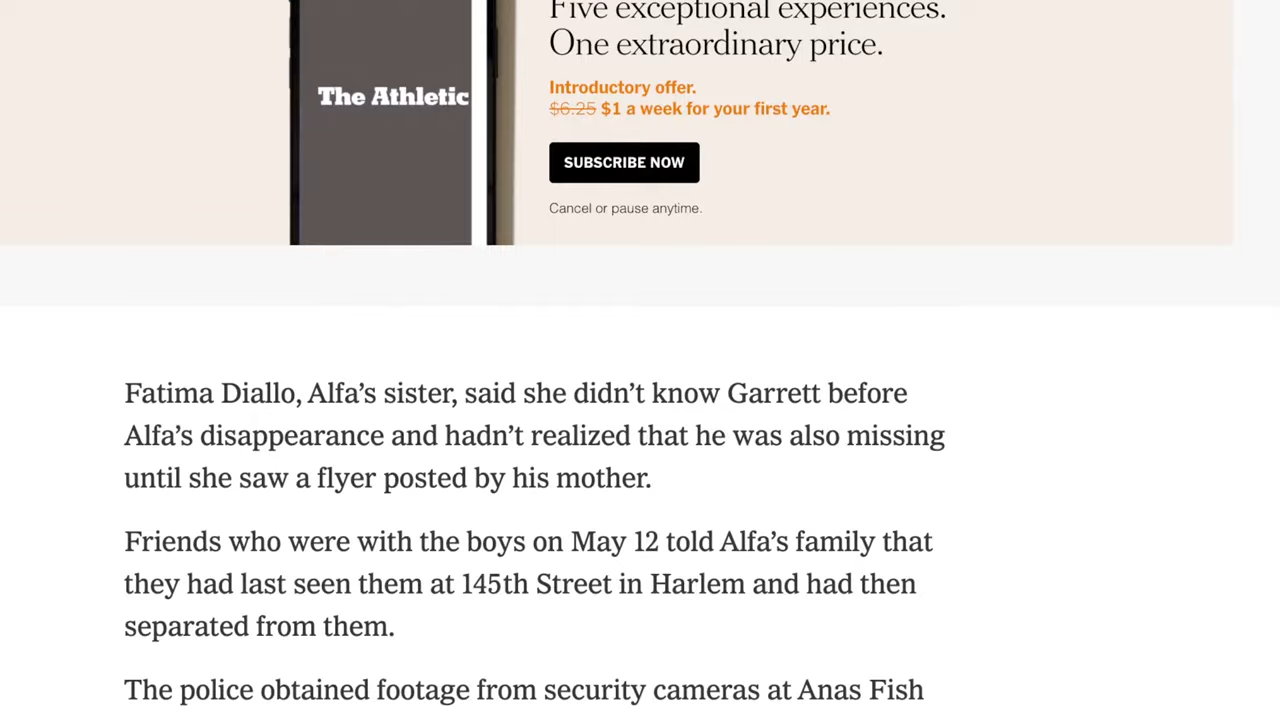 Five exceptional experiences.
One extraordinary price.
The Athletic
Introductory offer.
$6.25 $1 a week for your first year.
SUBSCRIBE NOW
Cancel or pause anytime.
Fatima Diallo, Alfa’s sister, said she didn’t know Garrett before
Alfa’s disappearance and hadn’t realized that he was also missing
until she saw a flyer posted by his mother.
Friends who were with the boys on May 12 told Alfa’s family that
they had last seen them at 145th Street in Harlem and had then
separated from them.
The police obtained footage from security cameras at Anas Fish